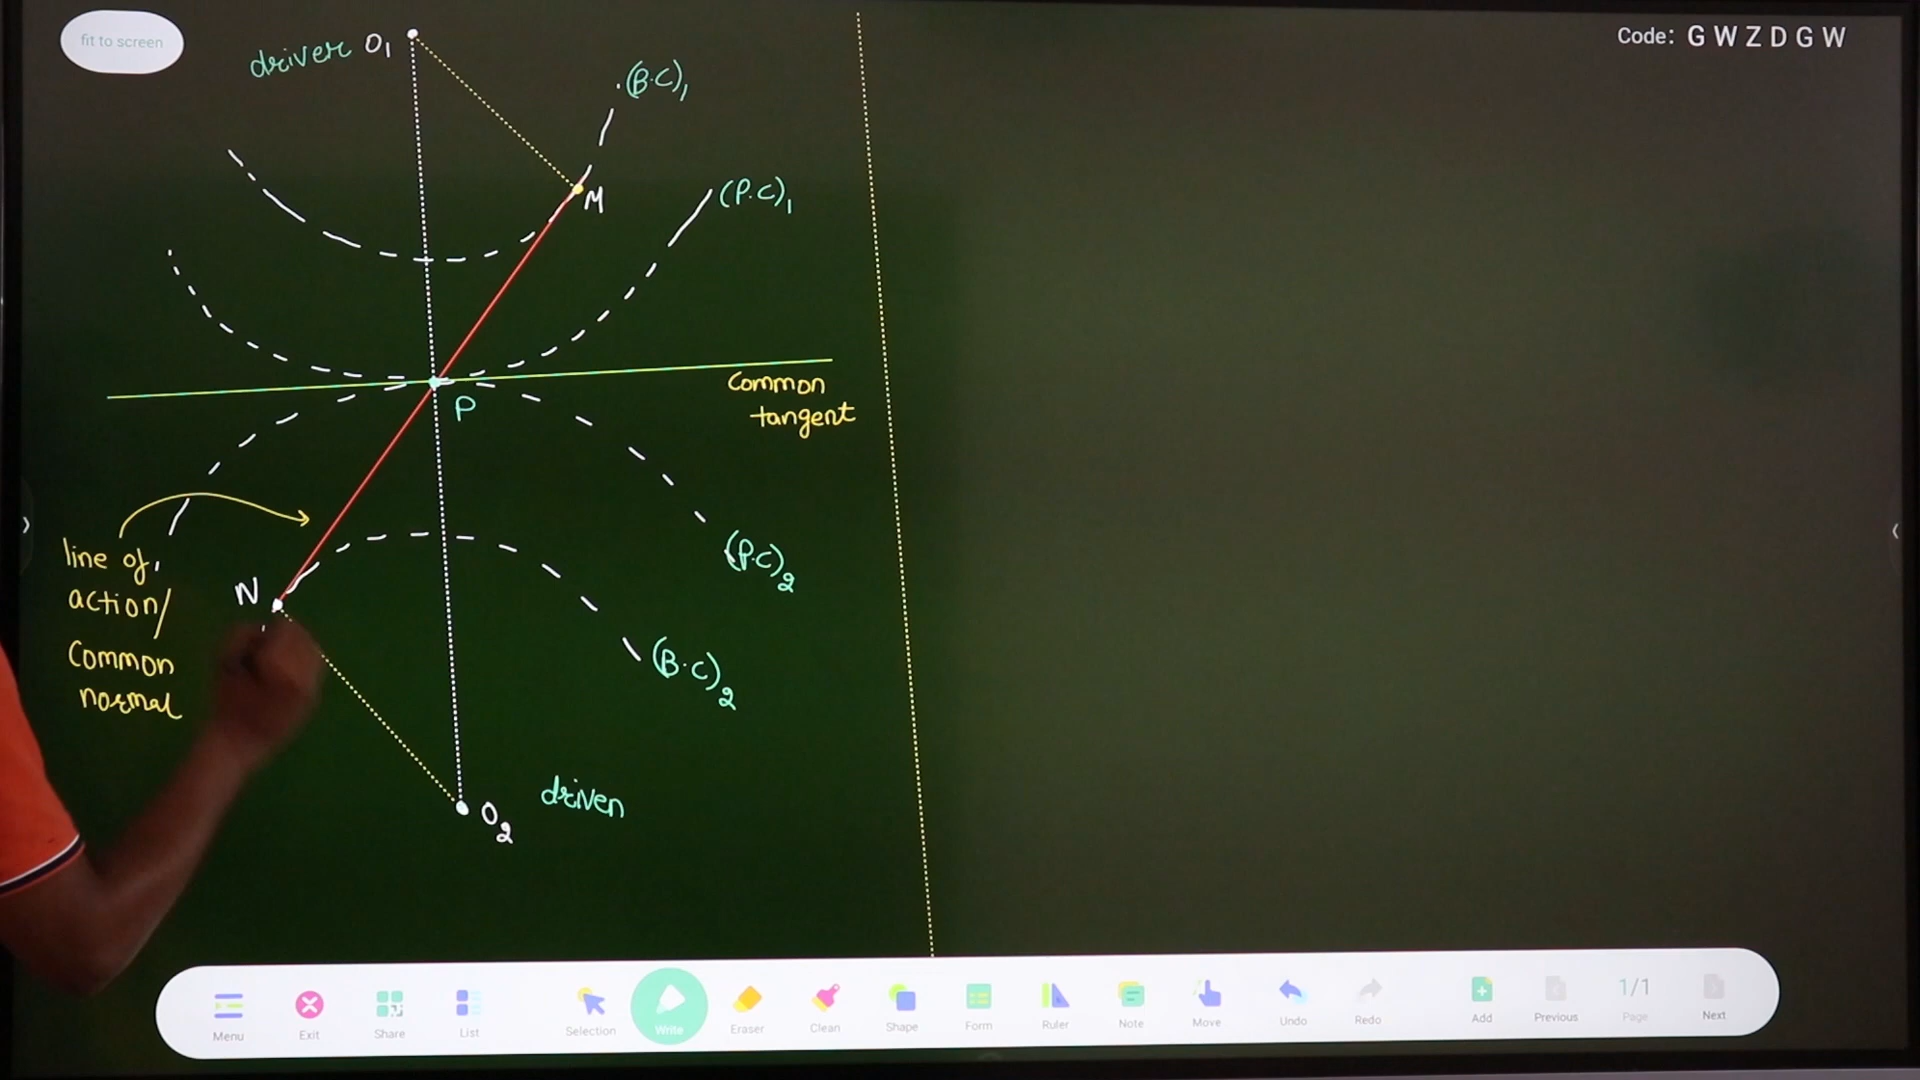 fit to screen
Code: GWZDGW
driver O1
(B.C)1
M
(P.C)1
Common
tangent
P
line of
action/
Common
normal
N
(P.C)2
(B.C)2
driven
O2
Menu
Exit
Share
List
Selection
Write
Eraser
Clean
Shape
Form
Ruler
Note
Move
Undo
Redo
Add
Previous
1/1
Page
Next